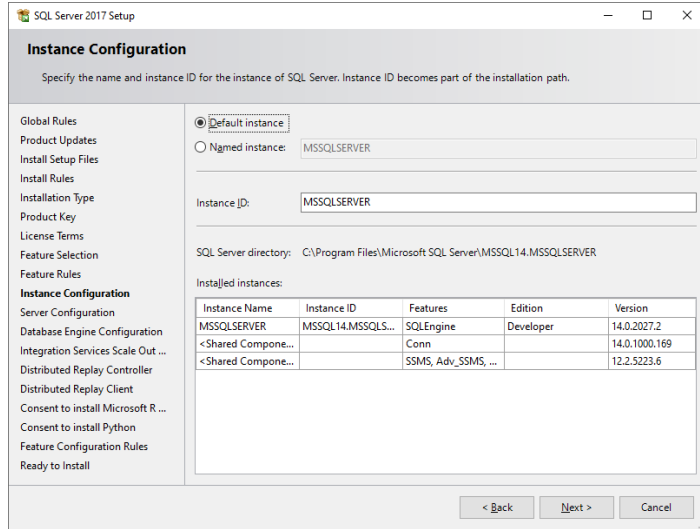 SQL Server 2017 Setup
Instance Configuration
Specify the name and instance ID for the instance of SQL Server. Instance ID becomes part of the installation path.
Global Rules
Product Updates
Install Setup Files
Install Rules
Installation Type
Product Key
License Terms
Feature Selection
Feature Rules
Instance Configuration
Server Configuration
Database Engine Configuration
Integration Services Scale Out ...
Distributed Replay Controller
Distributed Replay Client
Consent to install Microsoft R ...
Consent to install Python
Feature Configuration Rules
Ready to Install
Default instance
Named instance: MSSQLSERVER
Instance ID: MSSQLSERVER
SQL Server directory: C:\Program Files\Microsoft SQL Server\MSSQL14.MSSQLSERVER
Installed instances:
Instance Name Instance ID Features Edition Version
MSSQLSERVER MSSQL14.MSSQLS... SQLEngine Developer 14.0.2027.2
<Shared Compone... Conn 14.0.1000.169
<Shared Compone... SSMS, Adv_SSMS, ... 12.2.5223.6
< Back Next > Cancel